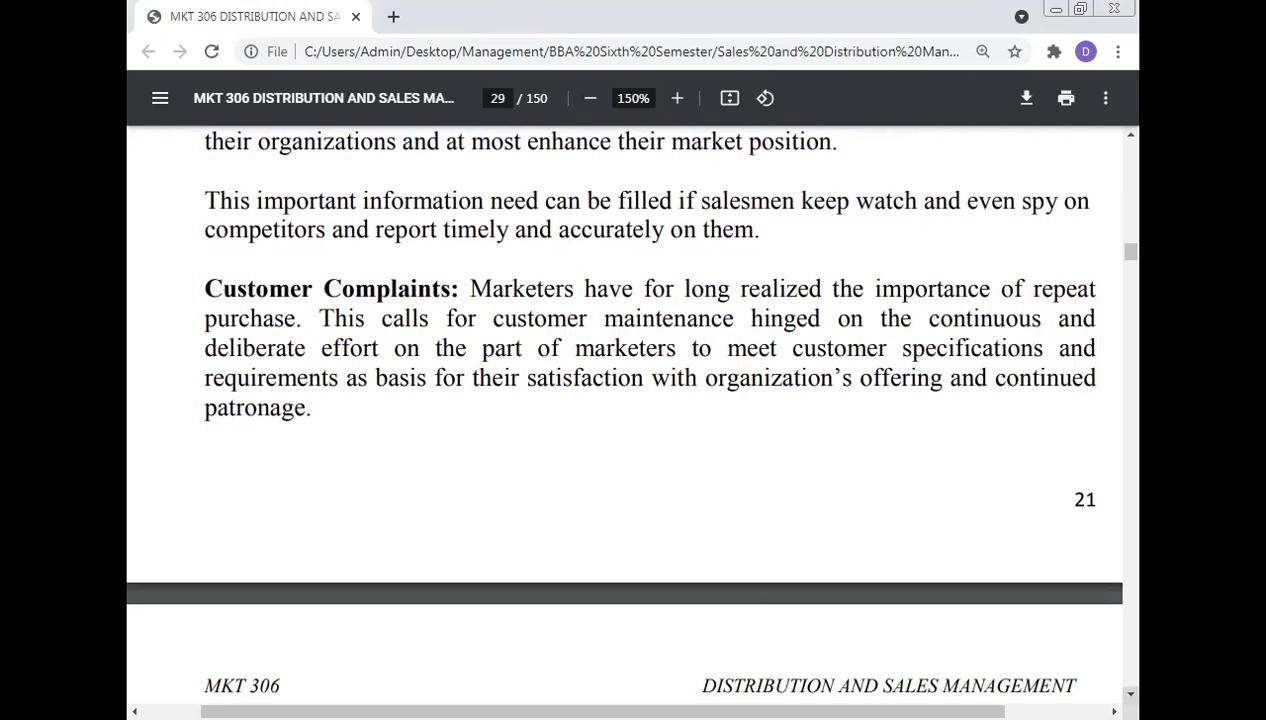 MKT 306 DISTRIBUTION AND SA
File C:/Users/Admin/Desktop/Management/BBA%20Sixth%20Semester/Sales%20and%20Distribution%20Man... D
MKT 306 DISTRIBUTION AND SALES MA... 29 / 150 150%
their organizations and at most enhance their market position.
This important information need can be filled if salesmen keep watch and even spy on
competitors and report timely and accurately on them.
Customer Complaints: Marketers have for long realized the importance of repeat
purchase. This calls for customer maintenance hinged on the continuous and
deliberate effort on the part of marketers to meet customer specifications and
requirements as basis for their satisfaction with organization’s offering and continued
patronage.
21
MKT 306 DISTRIBUTION AND SALES MANAGEMENT